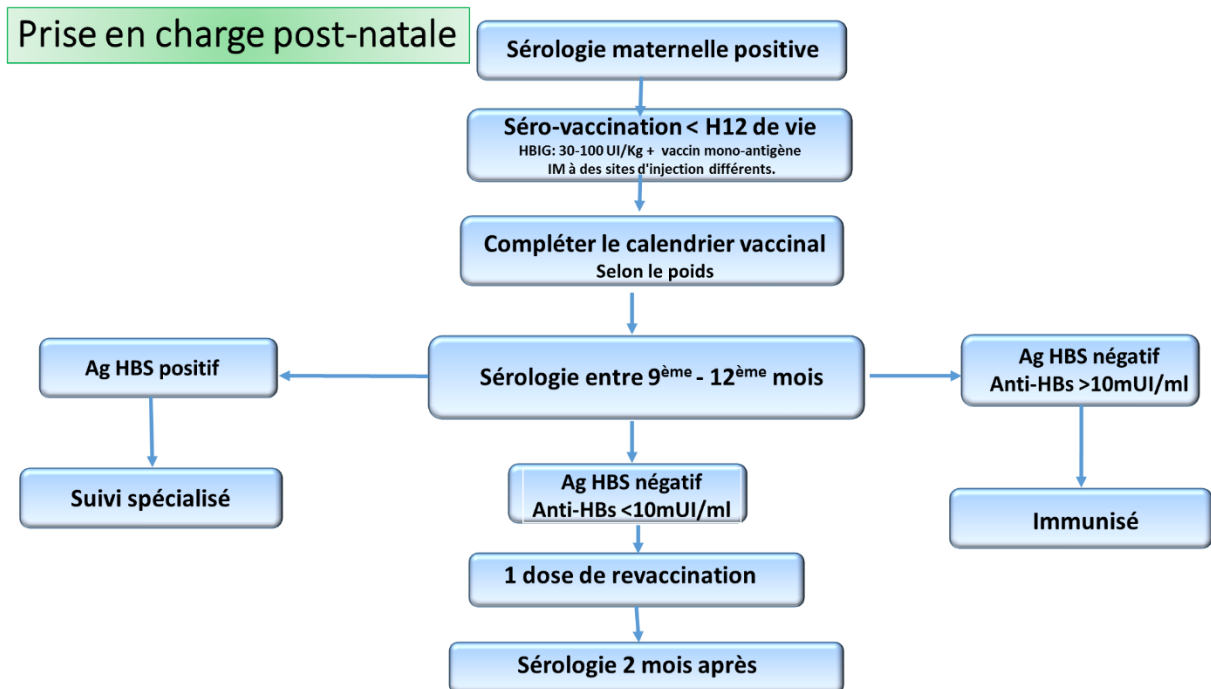 Prise en charge post-natale
Sérologie maternelle positive
Séro-vaccination < H12 de vie
HBIG: 30-100 UI/Kg + vaccin mono-antigène
IM à des sites d'injection différents.
Compléter le calendrier vaccinal
Selon le poids
Sérologie entre 9ème - 12ème mois
Ag HBS positif
Suivi spécialisé
Ag HBS négatif
Anti-HBs <10mUI/ml
1 dose de revaccination
Sérologie 2 mois après
Ag HBS négatif
Anti-HBs >10mUI/ml
Immunisé